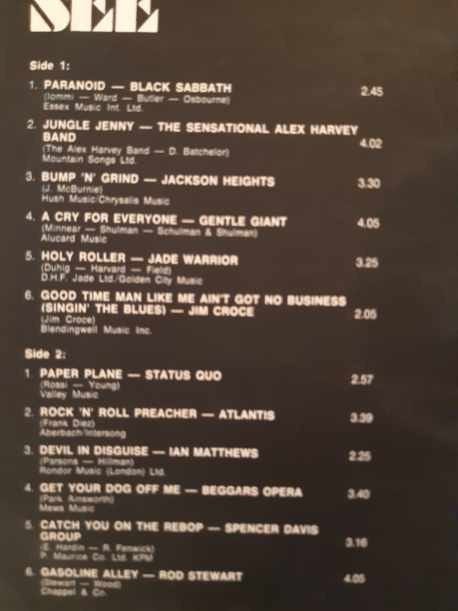 SEE
Side 1:
1. PARANOID — BLACK SABBATH 2.45
(Iommi — Ward — Butler — Osbourne)
Essex Music Int. Ltd.
2. JUNGLE JENNY — THE SENSATIONAL ALEX HARVEY
BAND 4.02
(The Alex Harvey Band — D. Batchelor)
Mountain Songs Ltd.
3. BUMP 'N' GRIND — JACKSON HEIGHTS 3.30
(J. McBurnie)
Hush Music/Chrysalis Music
4. A CRY FOR EVERYONE — GENTLE GIANT 4.05
(Minnear — Shulman — Schulman & Shulman)
Alucard Music
5. HOLY ROLLER — JADE WARRIOR 3.25
(Duhig — Harvard — Field)
D.H.F. Jade Ltd./Golden City Music
6. GOOD TIME MAN LIKE ME AIN'T GOT NO BUSINESS
(SINGIN' THE BLUES) — JIM CROCE 2.05
(Jim Croce)
Blendingwell Music Inc.
Side 2:
1. PAPER PLANE — STATUS QUO 2.57
(Rossi — Young)
Valley Music
2. ROCK 'N' ROLL PREACHER — ATLANTIS 3.39
(Frank Diez)
Aberbach/Intersong
3. DEVIL IN DISGUISE — IAN MATTHEWS 2.25
(Parsons — Hillman)
Rondor Music (London) Ltd.
4. GET YOUR DOG OFF ME — BEGGARS OPERA 3.40
(Park Ainsworth)
Mews Music
5. CATCH YOU ON THE REBOP — SPENCER DAVIS
GROUP 3.16
(E. Hardin — R. Fenwick)
P. Maurice Co. Ltd. KPM
6. GASOLINE ALLEY — ROD STEWART 4.05
(Stewart — Wood)
Chappel & Co.